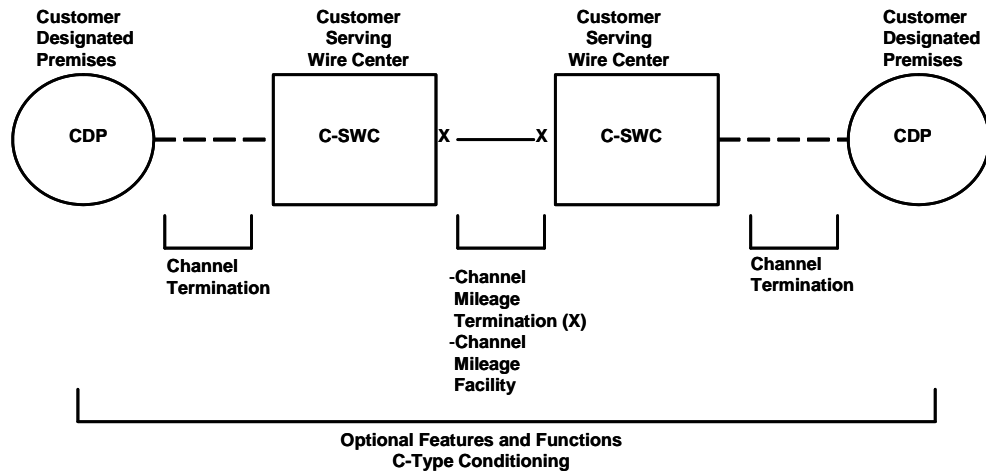 Customer
Designated
Premises
Customer
Serving
Wire Center
Customer
Serving
Wire Center
Customer
Designated
Premises
CDP
C-SWC
X
X
C-SWC
CDP
Channel
Termination
-Channel
Mileage
Termination (X)
-Channel
Mileage
Facility
Channel
Termination
Optional Features and Functions
C-Type Conditioning